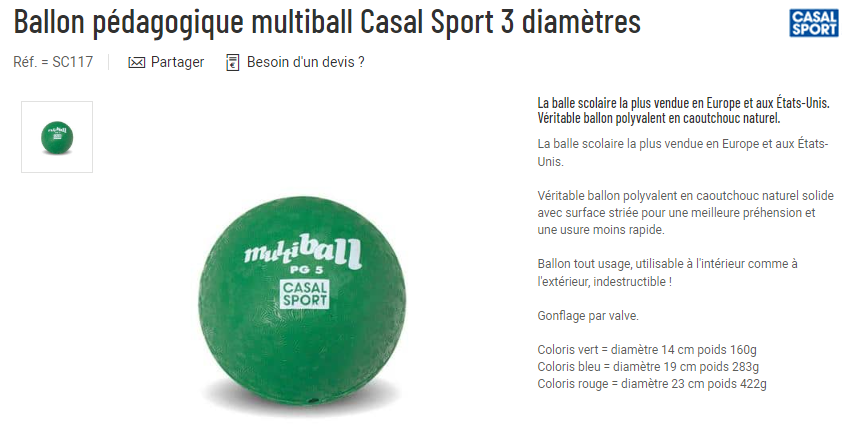 Ballon pédagogique multiball Casal Sport 3 diamètres
CASAL
SPORT
Réf. = SC117
Partager
Besoin d'un devis ?
La balle scolaire la plus vendue en Europe et aux États-Unis.
Véritable ballon polyvalent en caoutchouc naturel.
La balle scolaire la plus vendue en Europe et aux États-
Unis.
Véritable ballon polyvalent en caoutchouc naturel solide
avec surface striée pour une meilleure préhension et
une usure moins rapide.
Ballon tout usage, utilisable à l'intérieur comme à
l'extérieur, indestructible !
Gonflage par valve.
Coloris vert = diamètre 14 cm poids 160g
Coloris bleu = diamètre 19 cm poids 283g
Coloris rouge = diamètre 23 cm poids 422g
multiball
CASAL
SPORT
multiball
PG 5
CASAL
SPORT